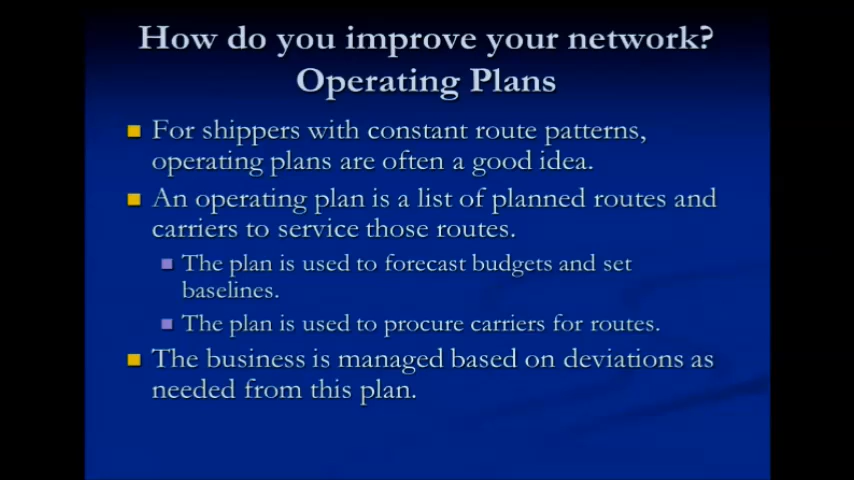 How do you improve your network?
Operating Plans
For shippers with constant route patterns,
operating plans are often a good idea.
An operating plan is a list of planned routes and
carriers to service those routes.
The plan is used to forecast budgets and set
baselines.
The plan is used to procure carriers for routes.
The business is managed based on deviations as
needed from this plan.